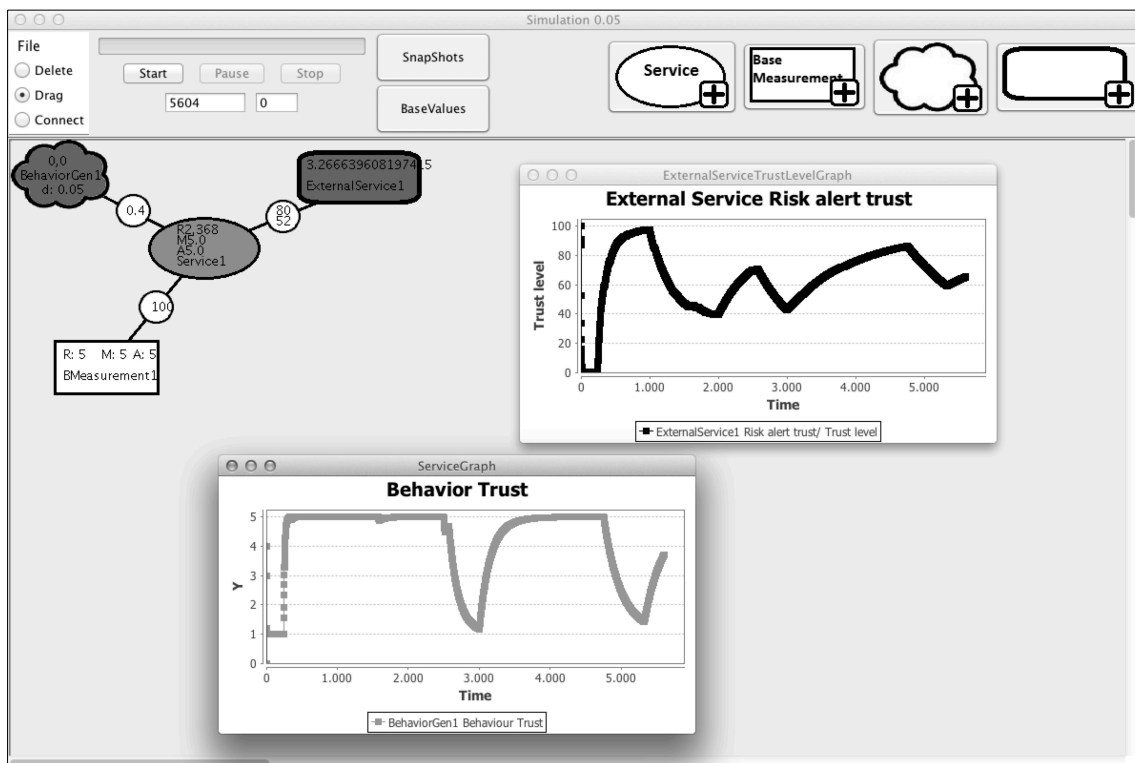 Simulation 0.05
File
Delete
Drag
Connect
Start Pause Stop
5604 0
SnapShots
BaseValues
Service
Base
Measurement
0,0
BehaviorGen1
d: 0.05
0.4
3.266639608197415
ExternalService1
80
52
R2,368
M5.0
A5.0
Service1
100
R: 5 M: 5 A: 5
BMeasurement1
ExternalServiceTrustLevelGraph
External Service Risk alert trust
Trust level
100
80
60
40
20
0
0 1.000 2.000 3.000 4.000 5.000
Time
ExternalService1 Risk alert trust/ Trust level
ServiceGraph
Behavior Trust
Y
5
4
3
2
1
0
0 1.000 2.000 3.000 4.000 5.000
Time
BehaviorGen1 Behaviour Trust